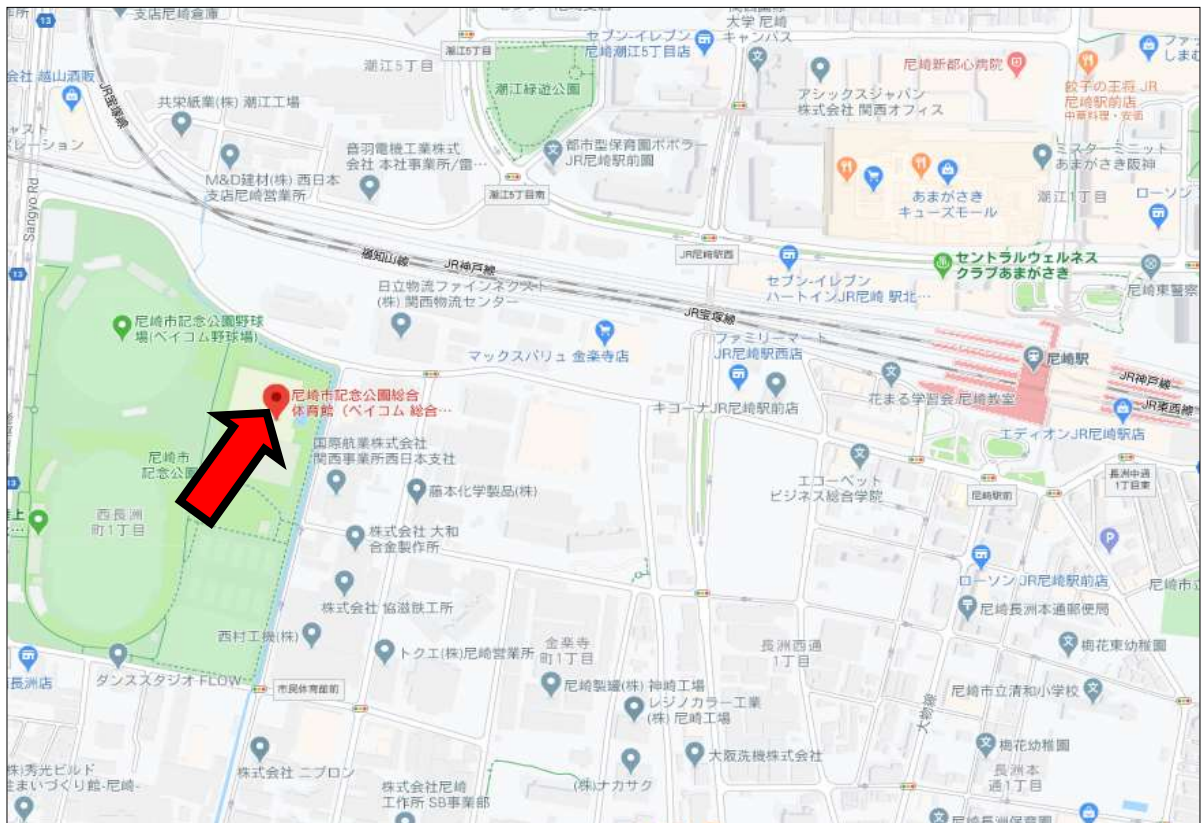 支店尼崎倉庫
13
大学 尼崎
キャンパス
セブン-イレブン
尼崎潮江5丁目店
潮江5丁目
潮江5丁目
尼崎新都心病院
餃子の王将 JR
尼崎駅前店
中華料理・安価
会社 越山酒販
JR宝塚線
共栄紙業(株) 潮江工場
潮江緑遊公園
アシックスジャパン
株式会社 関西オフィス
音羽電機工業株式
会社 本社事業所/雷…
都市型保育園ポポラー
JR尼崎駅前園
ミスターミニット
あまがさき阪神
M&D建材(株) 西日本
支店尼崎営業所
潮江5丁目南
あまがさき
キューズモール
潮江1丁目
ローソン
Sangyo Rd
13
福知山線
JR神戸線
JR尼崎駅西
セントラルウェルネス
クラブあまがさき
セブン-イレブン
ハートインJR尼崎 駅北…
尼崎東警察
日立物流ファインネクスト
(株) 関西物流センター
JR宝塚線
尼崎市記念公園野球
場(ベイコム野球場)
マックスバリュ 金楽寺店
ファミリーマート
JR尼崎駅西店
尼崎駅
JR神戸線
JR東西線
尼崎市記念公園総合
体育館（ベイコム 総合…
キコーナJR尼崎駅前店
花まる学習会 尼崎教室
エディオンJR尼崎店
尼崎市
記念公園
国際航業株式会社
関西事業所西日本支社
藤本化学製品(株)
エコーペット
ビジネス総合学院
尼崎駅前
長洲中通
1丁目東
13
西長洲
町1丁目
株式会社 大和
合金製作所
P
ローソン JR尼崎駅前店
尼崎市立
株式会社 協滋鉄工所
尼崎長洲本通郵便局
西村工機(株)
トクエ(株)尼崎営業所
金楽寺
町1丁目
長洲西通
1丁目
梅花東幼稚園
長洲店
ダンススタジオ FLOW
市民体育館前
尼崎製罐(株) 神崎工場
レジノカラー工業
(株) 尼崎工場
尼崎市立清和小学校
大物線
大阪洗機株式会社
梅花幼稚園
株式会社 ニプロン
(株)ナカサク
長洲本
通1丁目
株)秀光ビルド
住まいづくり館-尼崎-
株式会社尼崎
工作所 SB事業部
尼崎長洲保育園